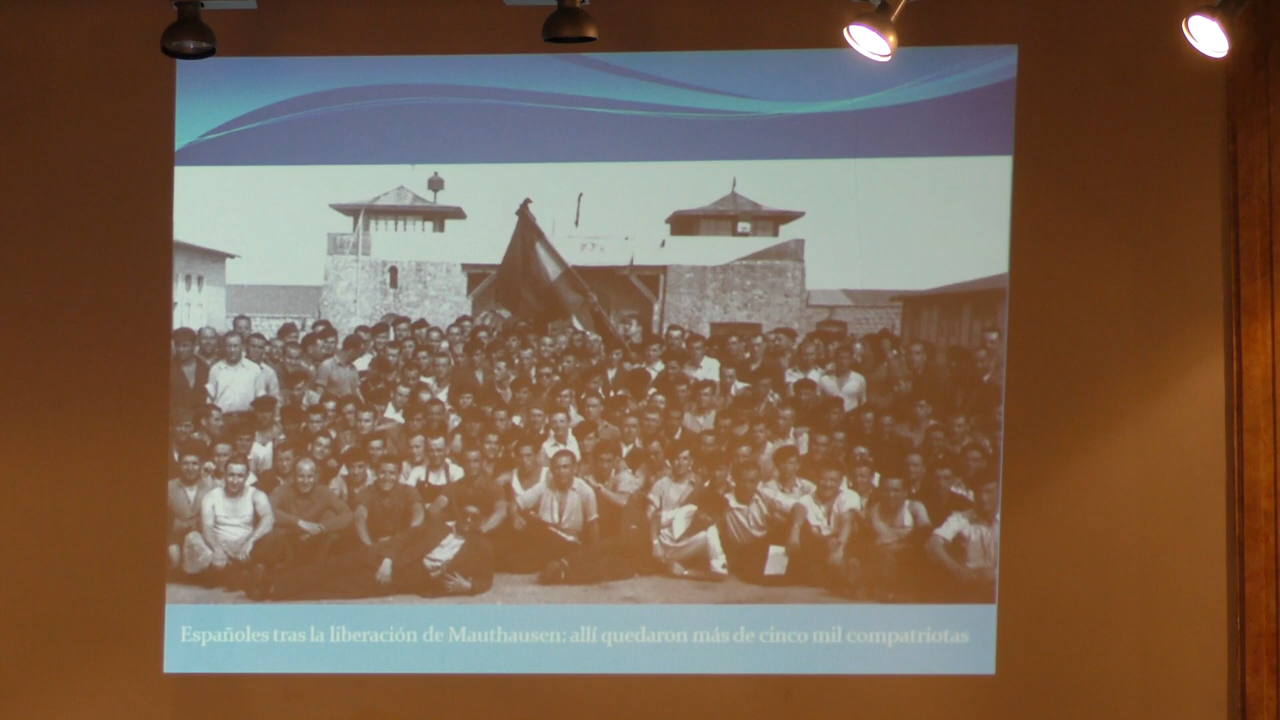 Españoles tras la liberación de Mauthausen: allí quedaron más de cinco mil compatriotas